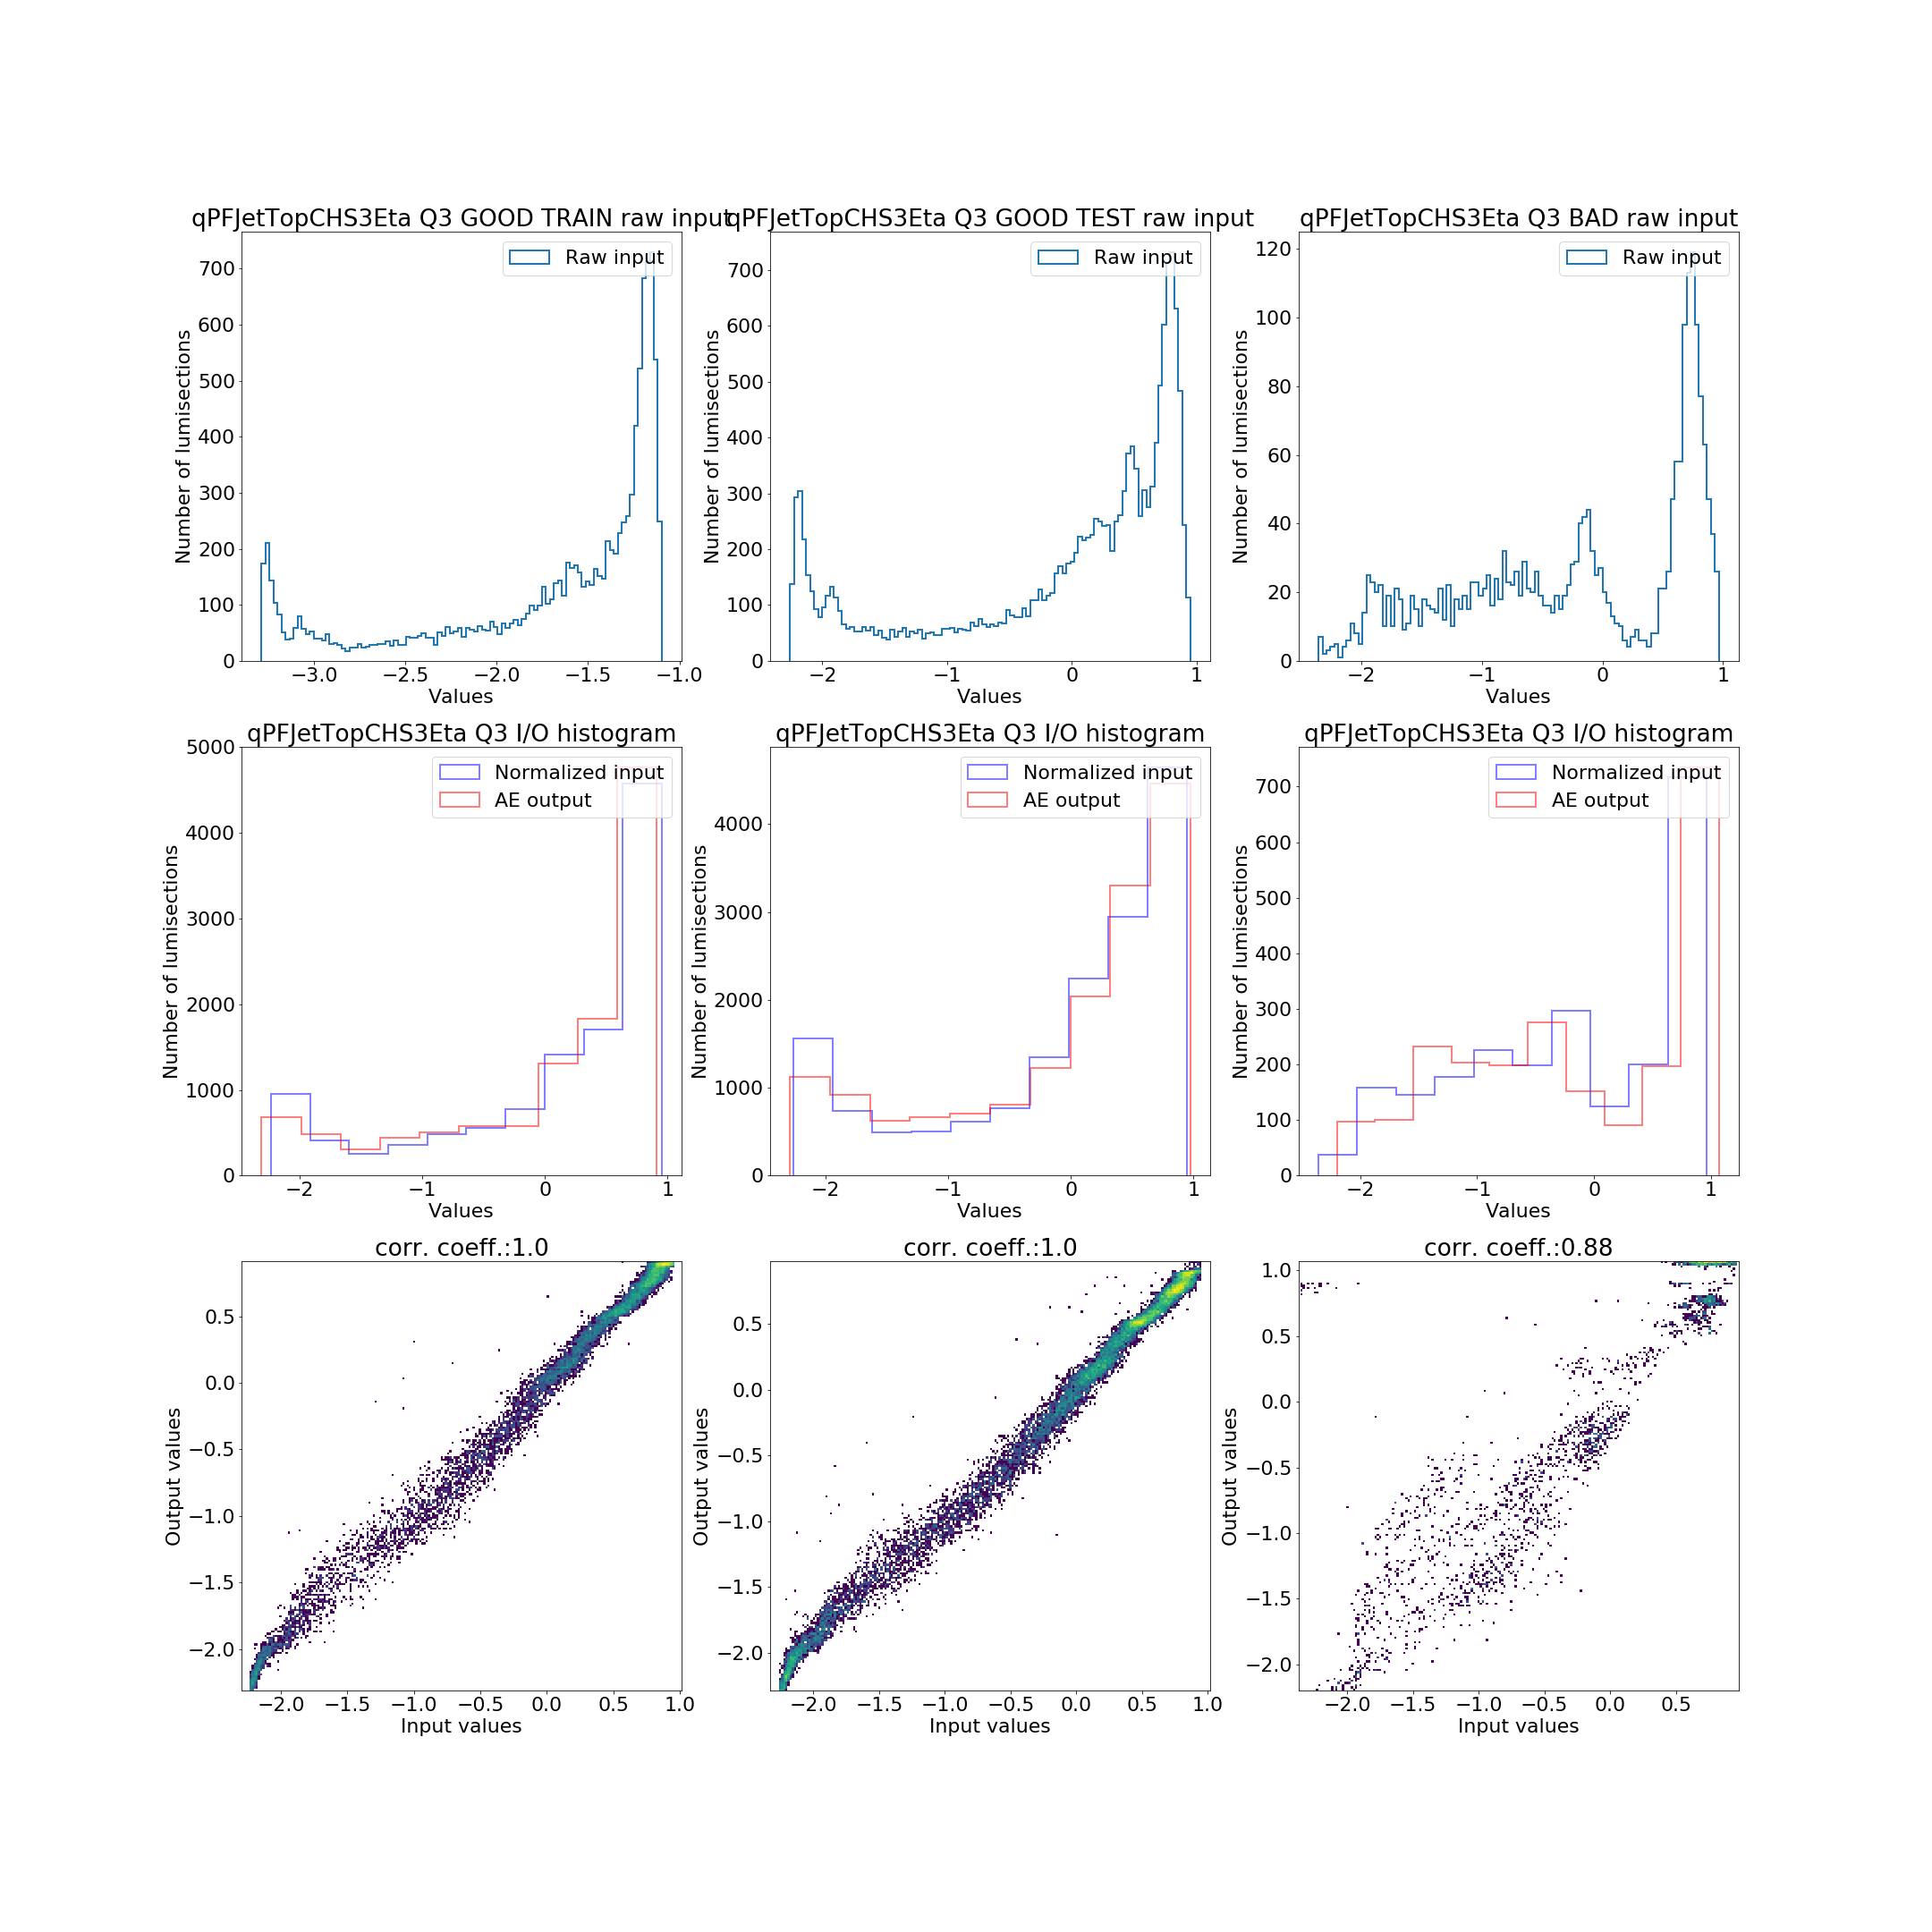 qPFJetTopCHS3Eta Q3 GOOD TRAIN raw input
qPFJetTopCHS3Eta Q3 GOOD TEST raw input
qPFJetTopCHS3Eta Q3 BAD raw input
Raw input
Number of lumisections
700
600
500
400
300
200
100
0
−3.0 −2.5 −2.0 −1.5 −1.0
Values
Raw input
Number of lumisections
700
600
500
400
300
200
100
0
−2 −1 0 1
Values
Raw input
Number of lumisections
120
100
80
60
40
20
0
−2 −1 0 1
Values
qPFJetTopCHS3Eta Q3 I/O histogram
Normalized input
AE output
Number of lumisections
5000
4000
3000
2000
1000
0
−2 −1 0 1
Values
qPFJetTopCHS3Eta Q3 I/O histogram
Normalized input
AE output
Number of lumisections
4000
3000
2000
1000
0
−2 −1 0 1
Values
qPFJetTopCHS3Eta Q3 I/O histogram
Normalized input
AE output
Number of lumisections
700
600
500
400
300
200
100
0
−2 −1 0 1
Values
corr. coeff.:1.0
Output values
0.5
0.0
−0.5
−1.0
−1.5
−2.0
−2.0 −1.5 −1.0 −0.5 0.0 0.5 1.0
Input values
corr. coeff.:1.0
Output values
0.5
0.0
−0.5
−1.0
−1.5
−2.0
−2.0 −1.5 −1.0 −0.5 0.0 0.5 1.0
Input values
corr. coeff.:0.88
Output values
1.0
0.5
0.0
−0.5
−1.0
−1.5
−2.0
−2.0 −1.5 −1.0 −0.5 0.0 0.5
Input values